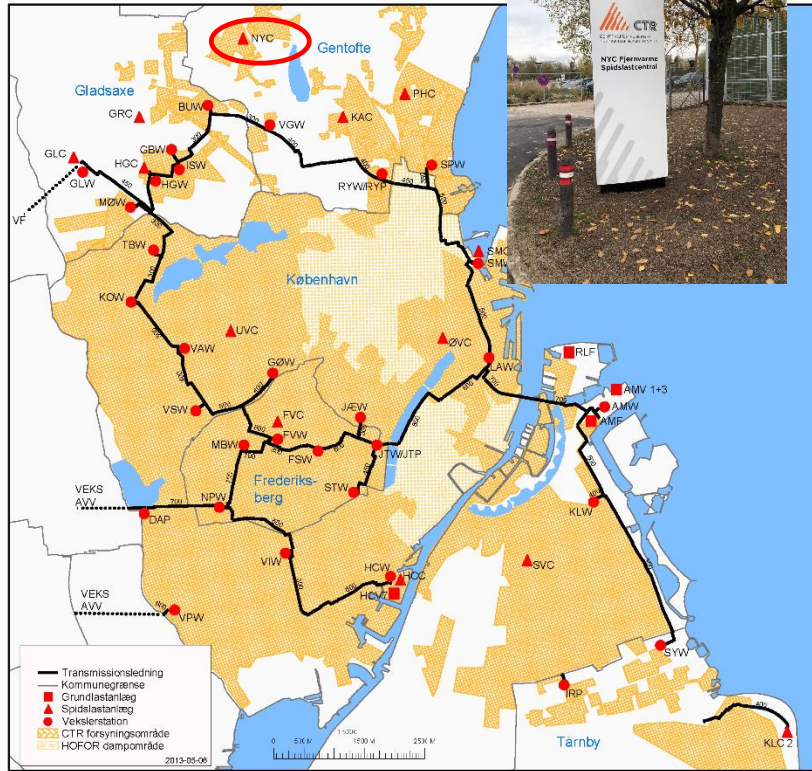 NYC
Gentofte
Gladsaxe
GRC
BUW
VGW
KAC
PHC
GLC
GLW
GBW
HGC
ISW
HGW
MØW
RYW/RYP
SPW
VF
TBW
København
KOW
UVC
VAW
GØW
ØVC
LAW
RLF
AMV 1+3
AMW
AMF
VSW
FVC
JÆW
MBW
FVW
FSW
JTW/JTP
Frederiks-
berg
STW
VEKS
AVV
NPW
DAP
KLW
VIW
HCW
HCC
HCV7
SVC
VEKS
AVV
VPW
SYW
IRP
Tårnby
KLC 2
Transmissionsledning
Kommunegrænse
Grundlastanlæg
Spidslastanlæg
Vekslerstation
CTR forsyningsområde
HOFOR dampområde
2013-05-06
500 M
1500M
2500 M
CTR
NYC Fjernvarme
Spidslastcentral